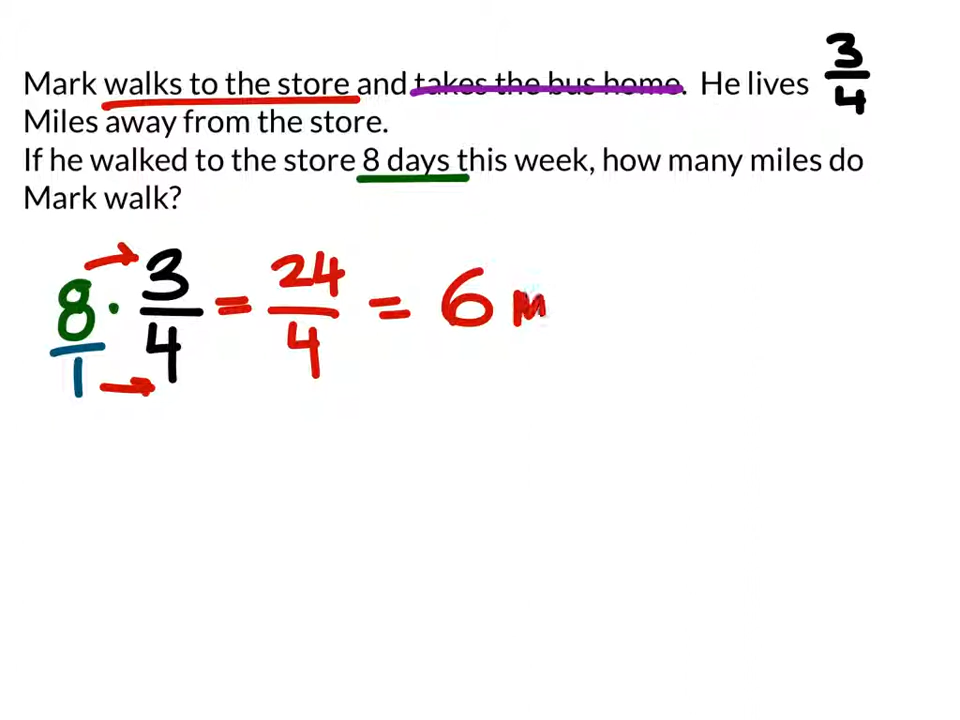 Mark walks to the store and takes the bus home. He lives 3/4
Miles away from the store.
If he walked to the store 8 days this week, how many miles do
Mark walk?
8/1 · 3/4 = 24/4 = 6 M